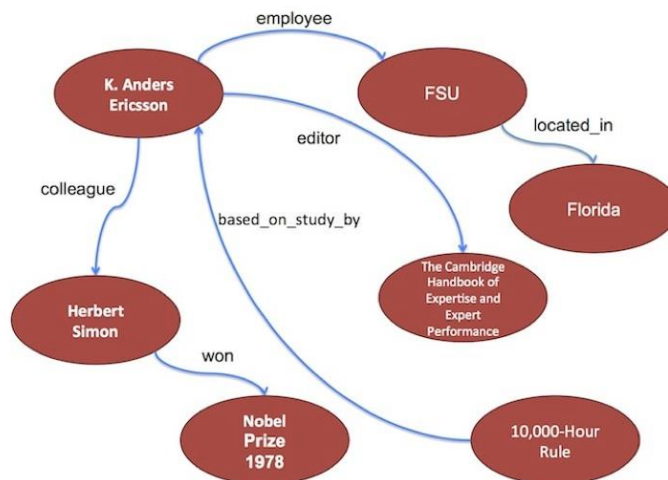 employee
K. Anders
Ericsson
FSU
located_in
editor
colleague
based_on_study_by
Florida
The Cambridge
Handbook of
Expertise and
Expert
Performance
Herbert
Simon
won
Nobel
Prize
1978
10,000-Hour
Rule